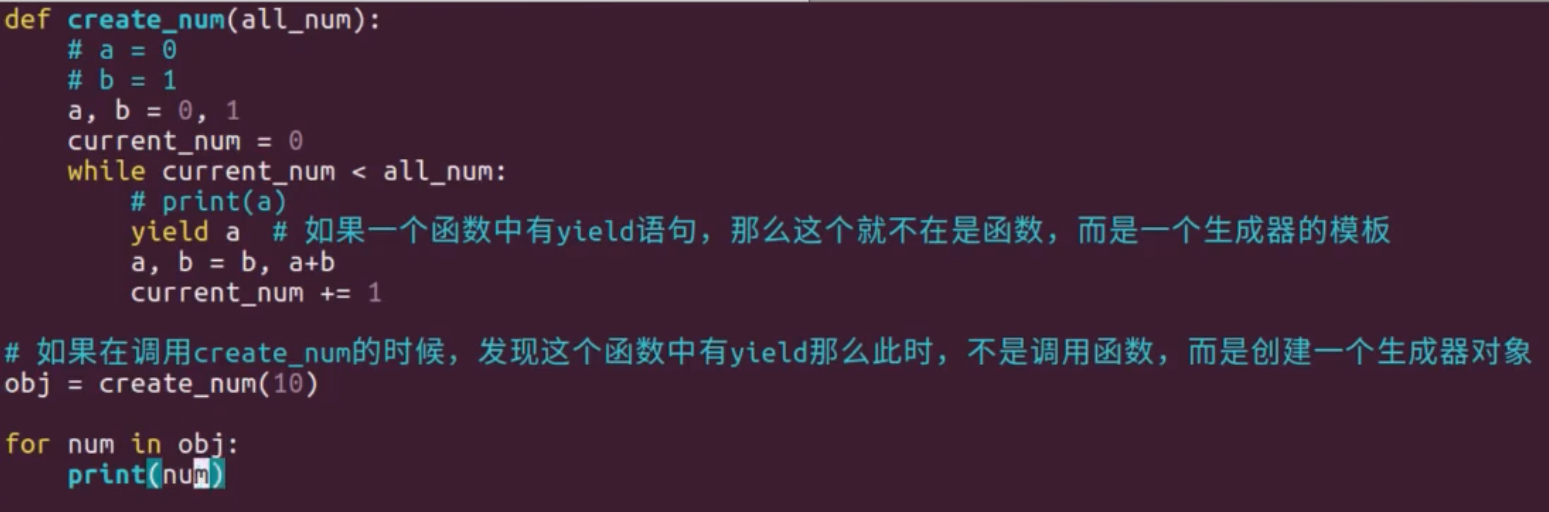 def create_num(all_num):
    # a = 0
    # b = 1
    a, b = 0, 1
    current_num = 0
    while current_num < all_num:
        # print(a)
        yield a  # 如果一个函数中有yield语句，那么这个就不在是函数，而是一个生成器的模板
        a, b = b, a+b
        current_num += 1
# 如果在调用create_num的时候，发现这个函数中有yield那么此时，不是调用函数，而是创建一个生成器对象
obj = create_num(10)
for num in obj:
    print(num)